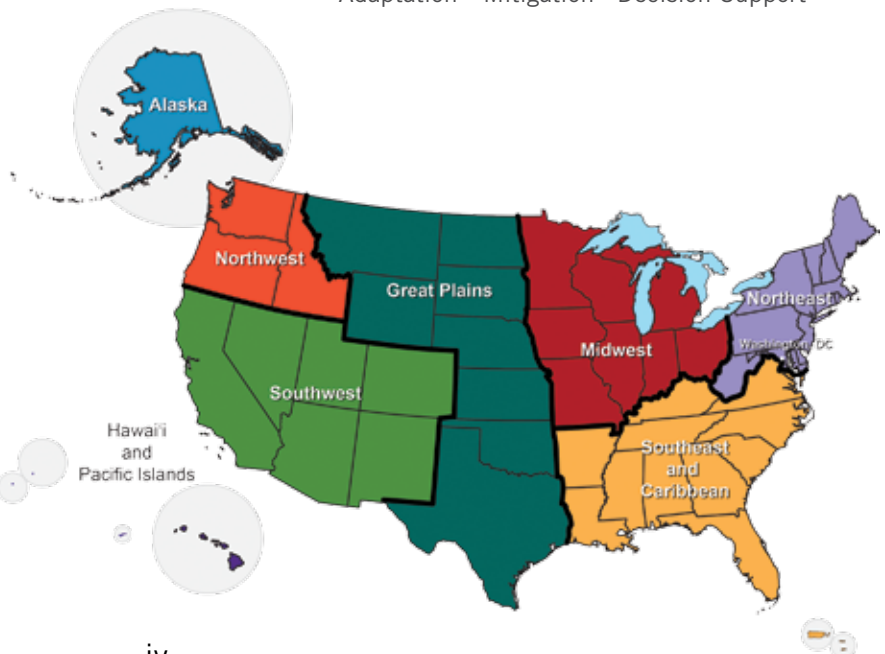 Adaptation Mitigation Decision Support
Alaska
Northwest
Great Plains
Midwest
Northeast
Washington, DC
Southwest
Hawai'i
and
Pacific Islands
Southeast
and
Caribbean
iv